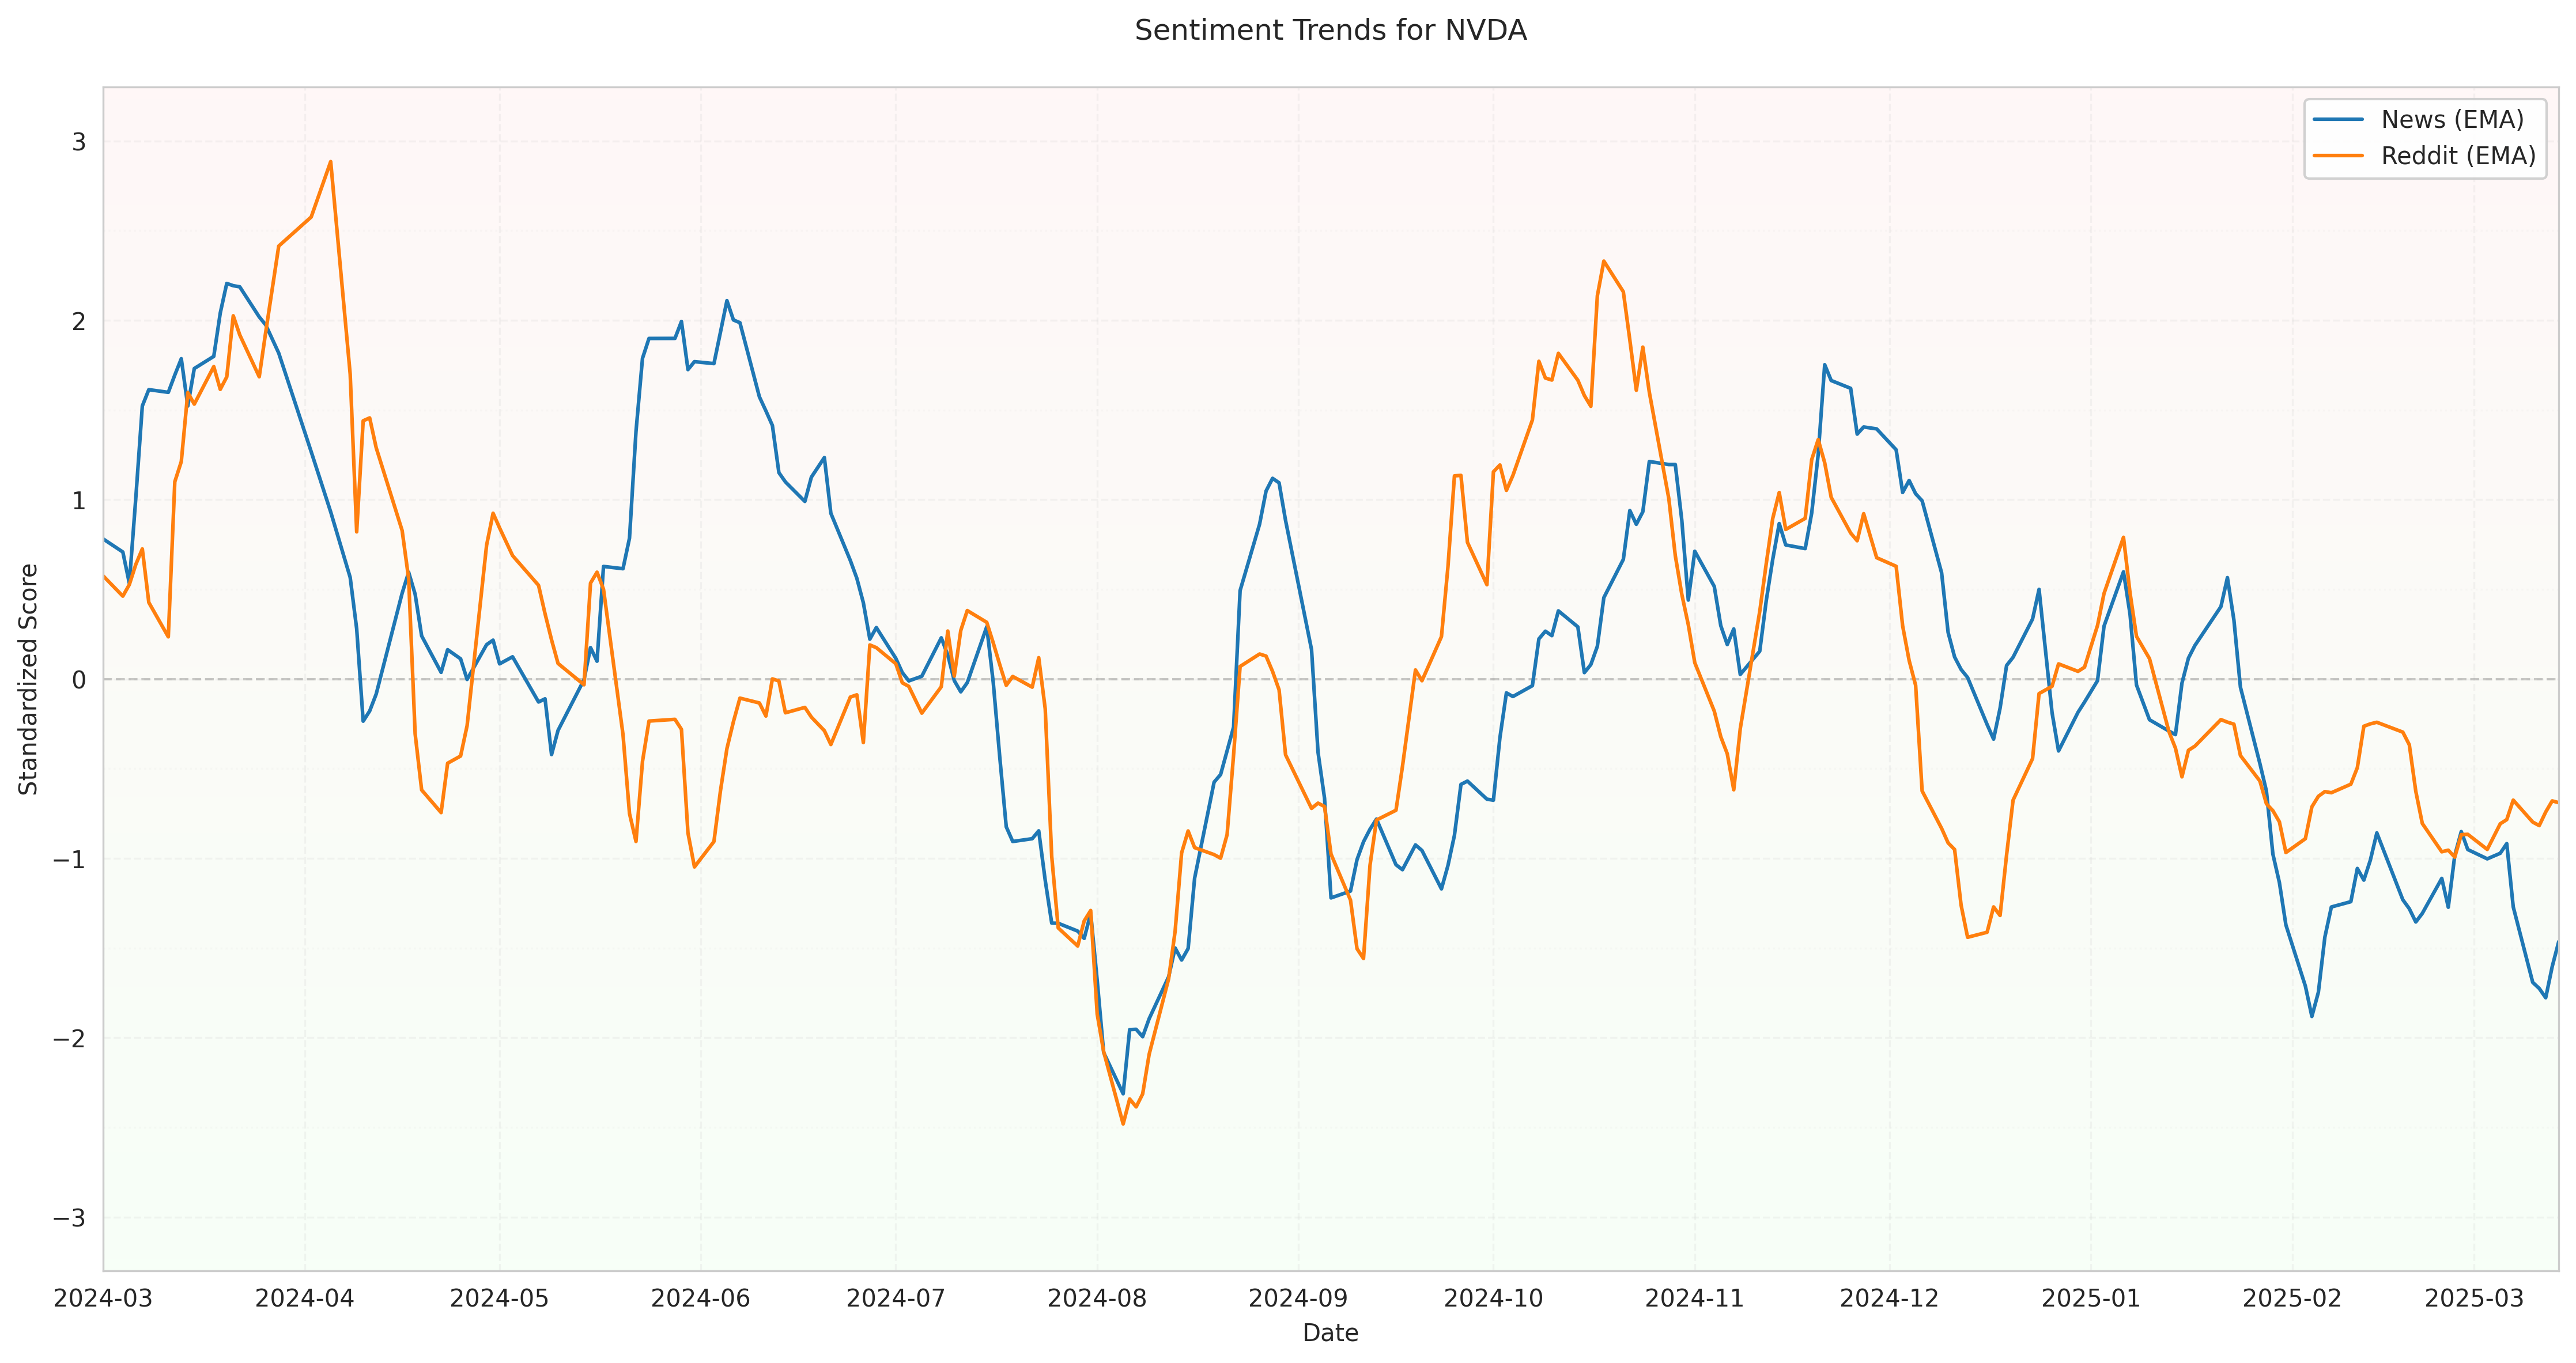 Sentiment Trends for NVDA
News (EMA)
Reddit (EMA)
3
2
1
0
−1
−2
−3
Standardized Score
2024-03 2024-04 2024-05 2024-06 2024-07 2024-08 2024-09 2024-10 2024-11 2024-12 2025-01 2025-02 2025-03
Date